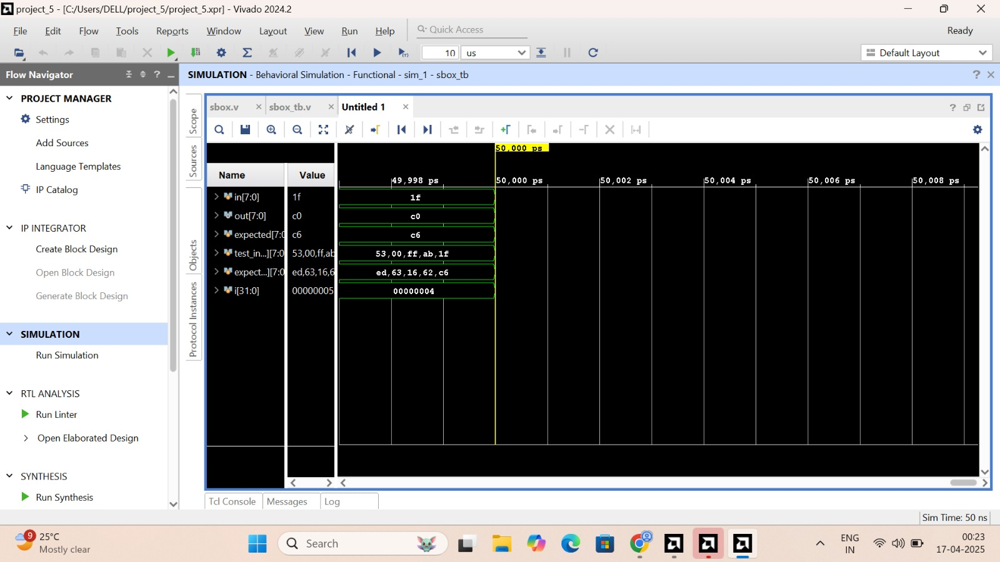 project_5 - [C:/Users/DELL/project_5/project_5.xpr] - Vivado 2024.2
File Edit Flow Tools Reports Window Layout View Run Help Quick Access Ready
10 us Default Layout
Flow Navigator ? _
SIMULATION - Behavioral Simulation - Functional - sim_1 - sbox_tb
PROJECT MANAGER
Settings
Add Sources
Language Templates
IP Catalog
IP INTEGRATOR
Create Block Design
Open Block Design
Generate Block Design
SIMULATION
Run Simulation
RTL ANALYSIS
Run Linter
Open Elaborated Design
SYNTHESIS
Run Synthesis
Scope
Sources
Objects
Protocol Instances
sbox.v sbox_tb.v Untitled 1
50,000 ps
Name Value
49,998 ps 50,000 ps 50,002 ps 50,004 ps 50,006 ps 50,008 ps
in[7:0] 1f 1f
out[7:0] c0 c0
expected[7:0 c6 c6
test_in...][7:0 53,00,ff,ab 53,00,ff,ab,1f
expect...][7:0 ed,63,16,6 ed,63,16,62,c6
i[31:0] 00000005 00000004
Tcl Console Messages Log
Sim Time: 50 ns
9
25°C
Mostly clear
Search
ENG
IN
00:23
17-04-2025